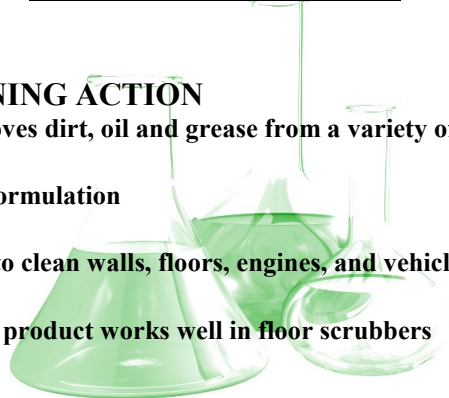 NING ACTION
oves dirt, oil and grease from a variety o
ormulation
to clean walls, floors, engines, and vehicl
product works well in floor scrubbers